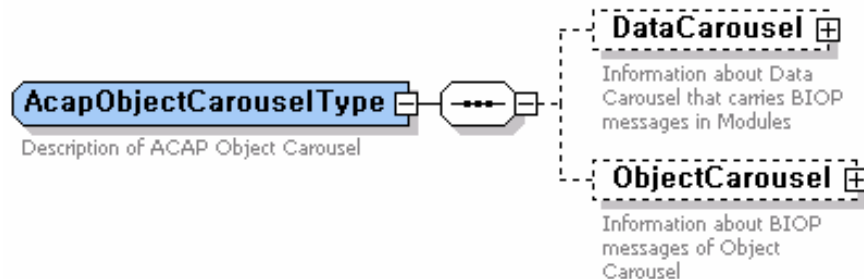 DataCarousel
Information about Data
Carousel that carries BIOP
messages in Modules
AcapObjectCarouselType
Description of ACAP Object Carousel
ObjectCarousel
Information about BIOP
messages of Object
Carousel